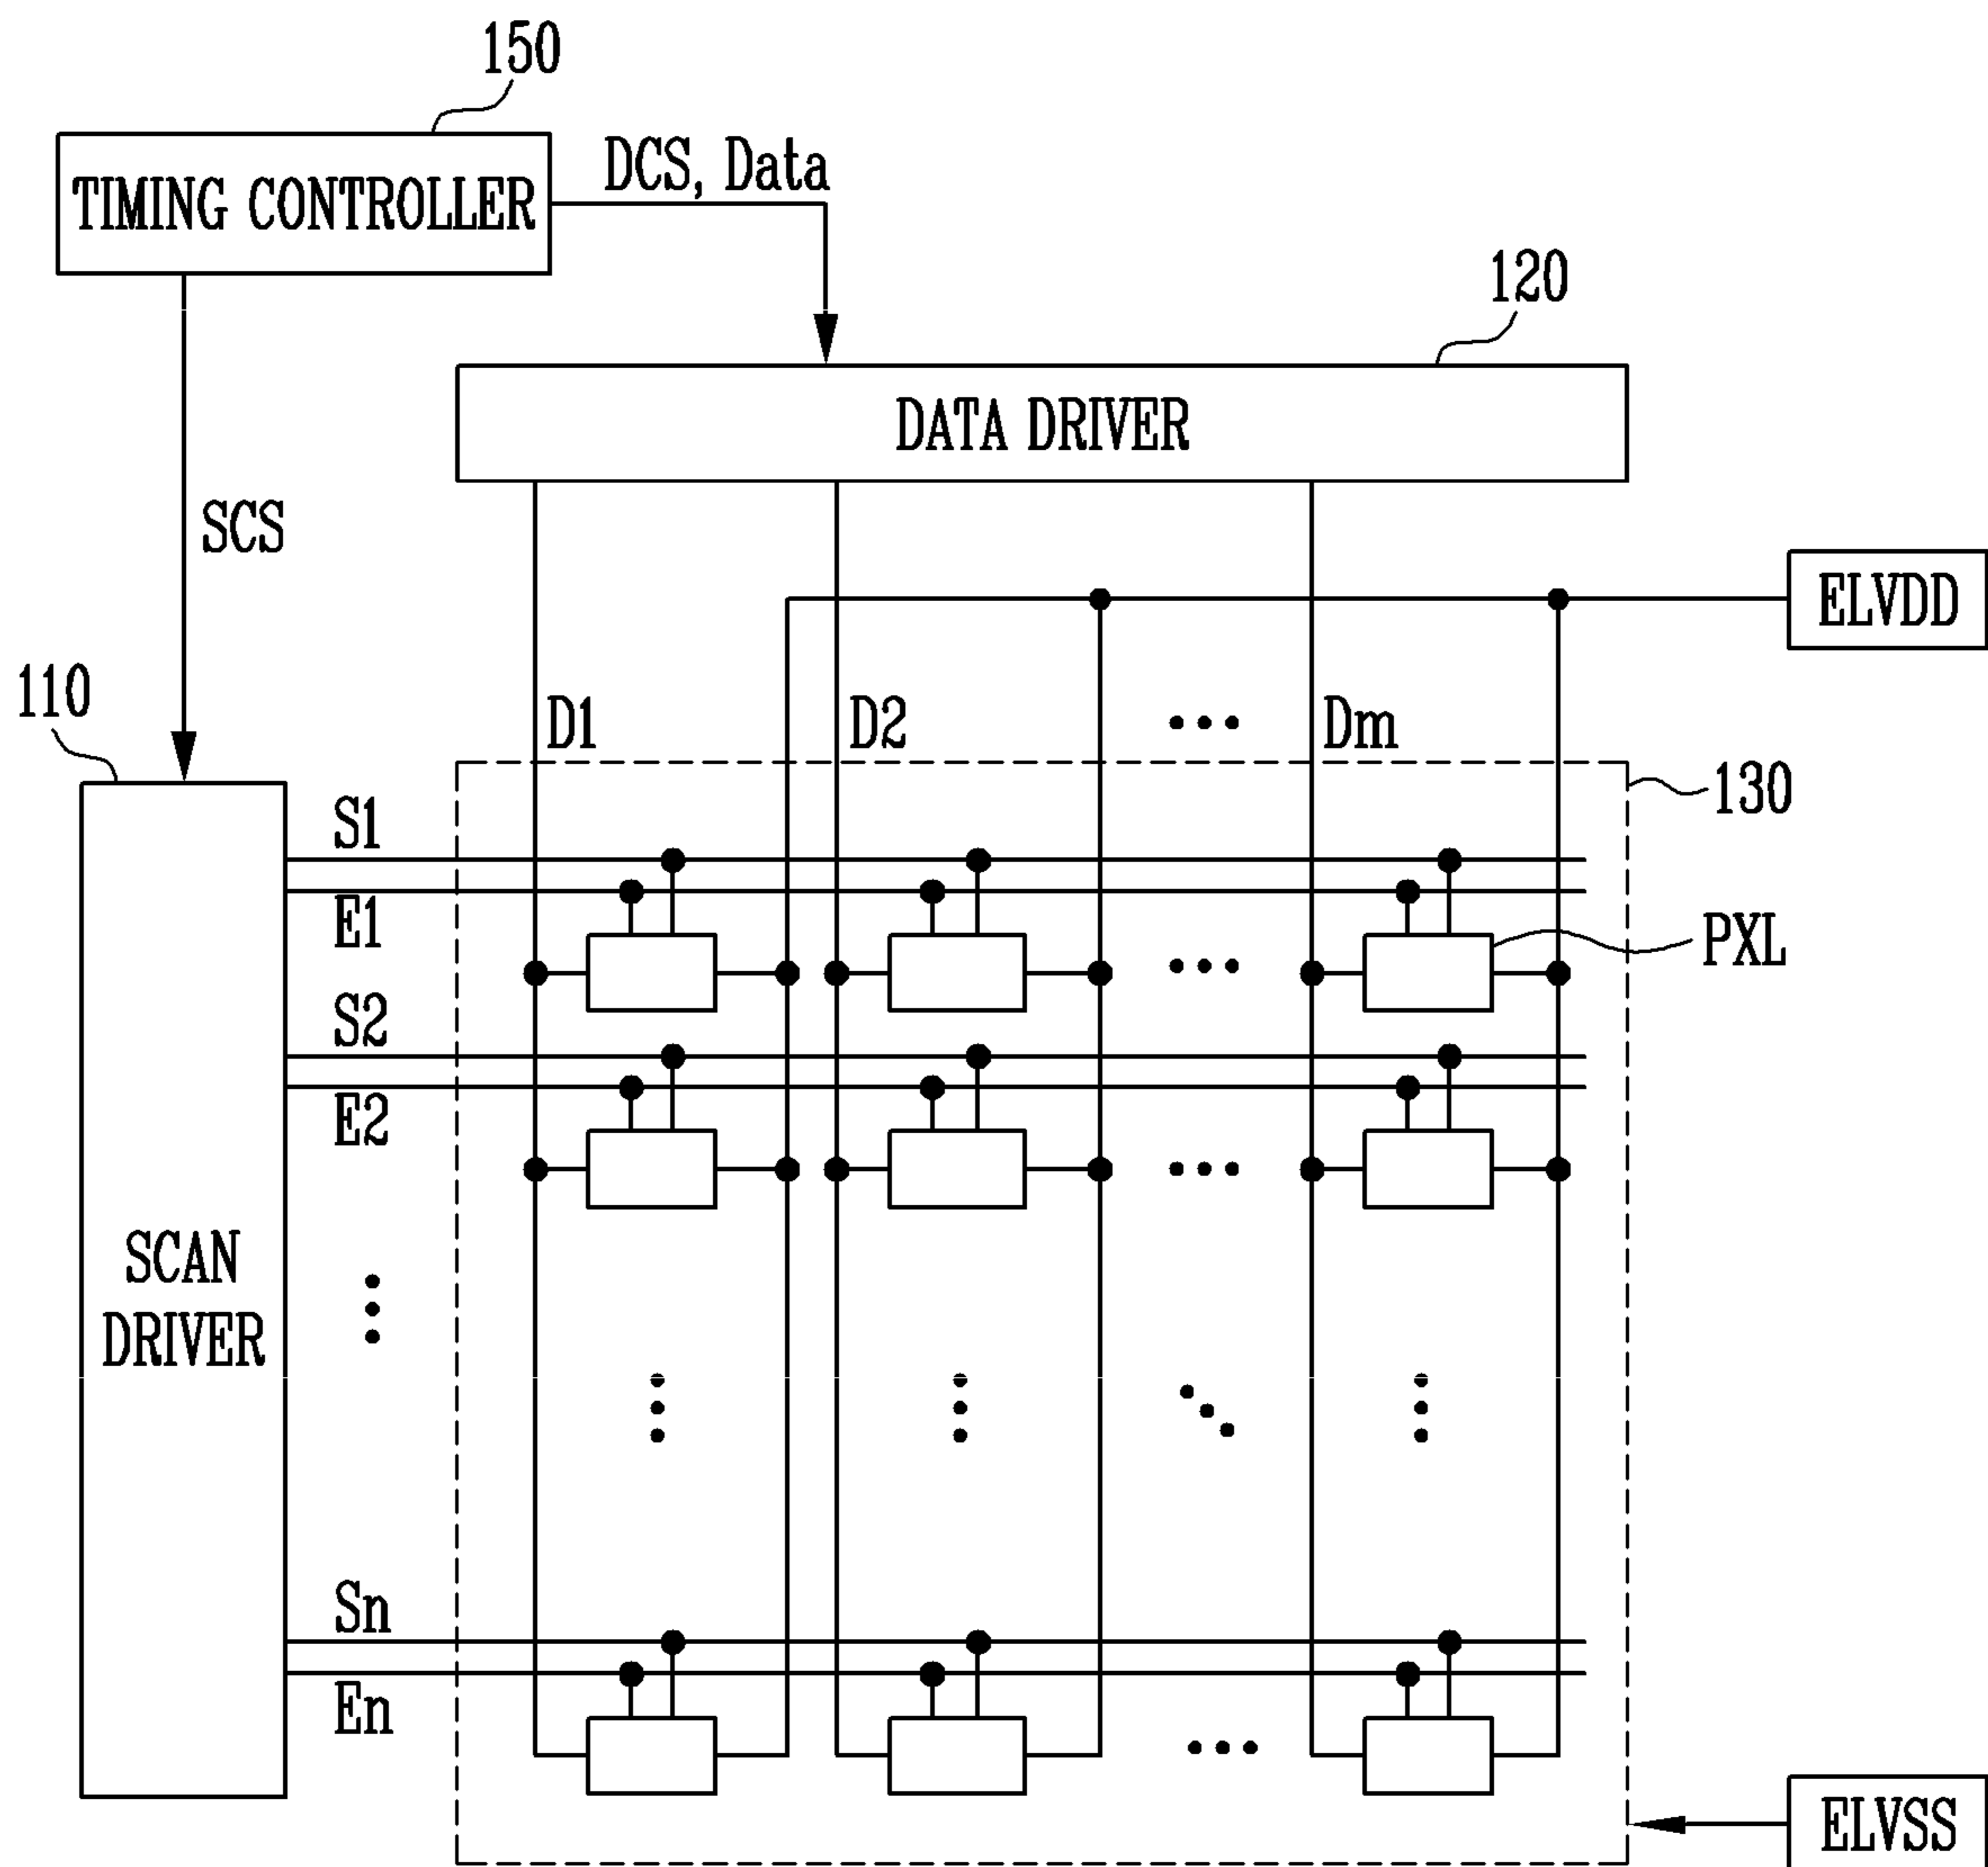 150
TIMING CONTROLLER
DCS, Data
120
DATA DRIVER
SCS
ELVDD
110
D1
D2
Dm
130
S1
E1
PXL
S2
E2
SCAN
DRIVER
Sn
En
ELVSS